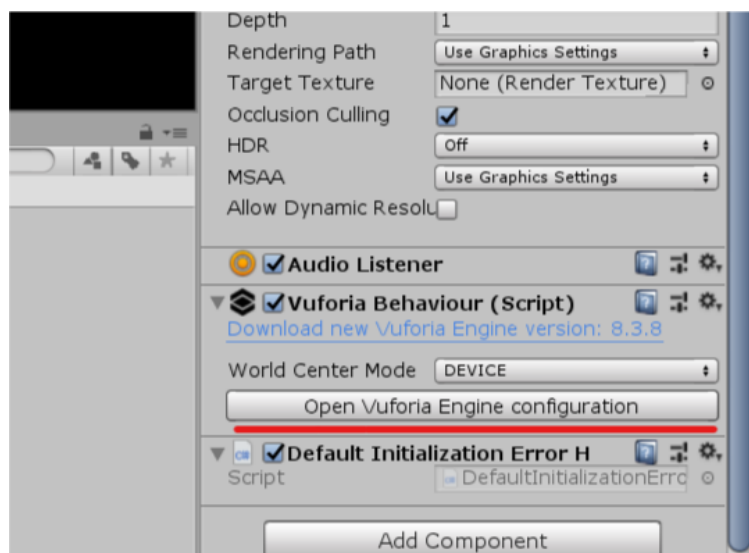 Depth 1
Rendering Path Use Graphics Settings
Target Texture None (Render Texture)
Occlusion Culling
HDR Off
MSAA Use Graphics Settings
Allow Dynamic Resolu
Audio Listener
Vuforia Behaviour (Script)
Download new Vuforia Engine version: 8.3.8
World Center Mode DEVICE
Open Vuforia Engine configuration
Default Initialization Error H
Script DefaultInitializationErro
Add Component